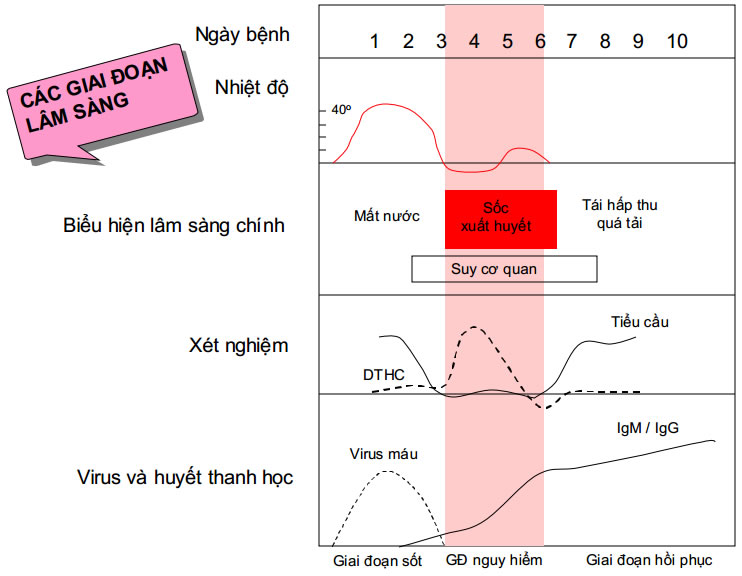 Ngày bệnh
1 2 3 4 5 6 7 8 9 10
CÁC GIAI ĐOẠN
LÂM SÀNG
Nhiệt độ
40º
Biểu hiện lâm sàng chính
Mất nước
Sốc
xuất huyết
Tái hấp thu
quá tải
Suy cơ quan
Xét nghiệm
Tiểu cầu
DTHC
Virus và huyết thanh học
Virus máu
IgM / IgG
Giai đoạn sốt
GĐ nguy hiểm
Giai đoạn hồi phục